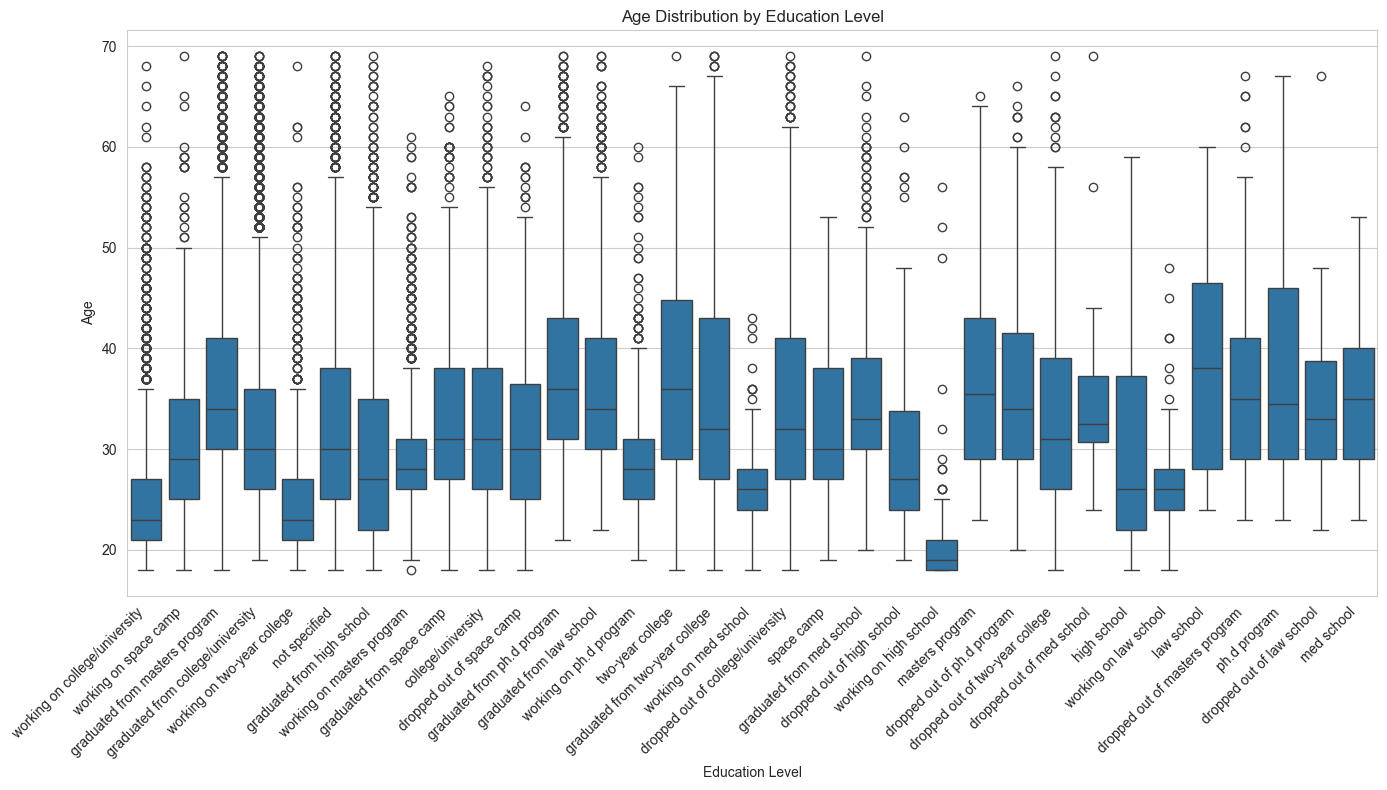 Age Distribution by Education Level
Age
70
60
50
40
30
20
working on college/university
working on space camp
graduated from masters program
graduated from college/university
working on two-year college
not specified
graduated from high school
working on masters program
graduated from space camp
college/university
dropped out of space camp
graduated from ph.d program
graduated from law school
working on ph.d program
two-year college
graduated from two-year college
working on med school
dropped out of college/university
space camp
graduated from med school
dropped out of high school
working on high school
masters program
dropped out of ph.d program
dropped out of two-year college
dropped out of med school
high school
working on law school
law school
dropped out of masters program
ph.d program
dropped out of law school
med school
Education Level